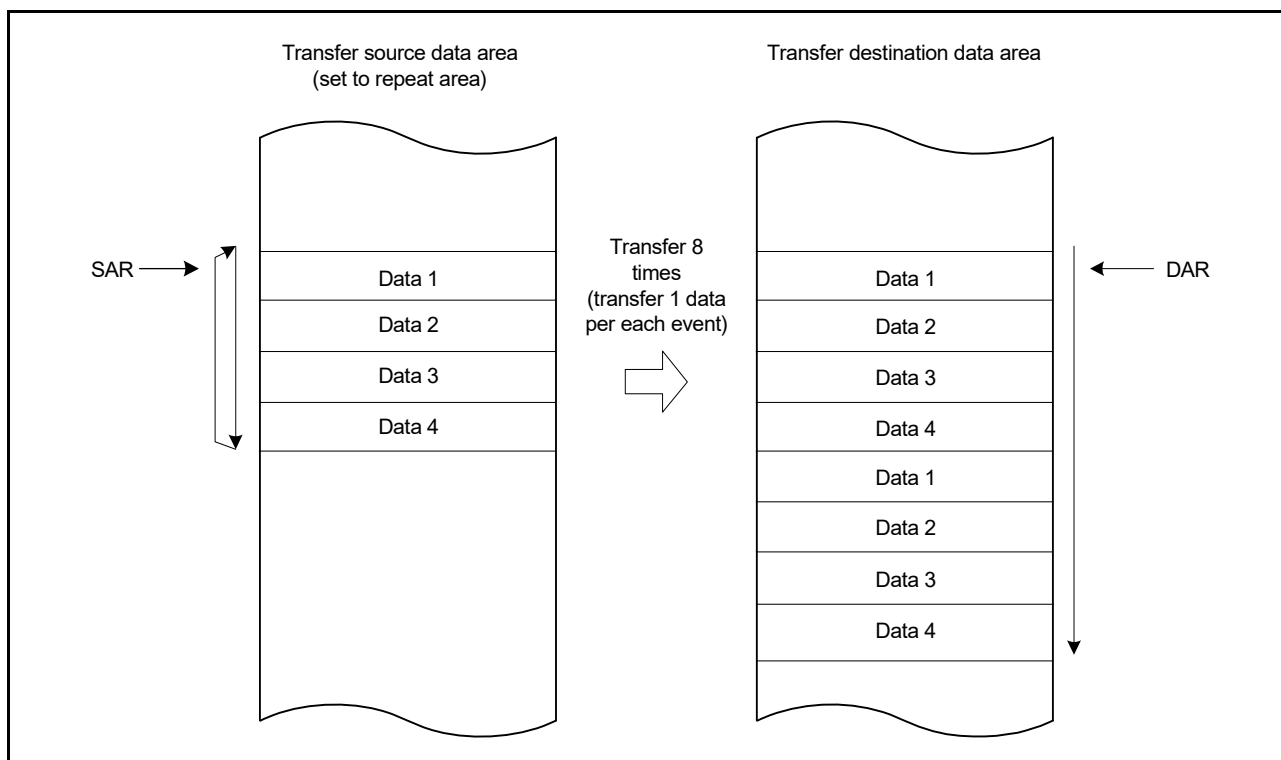 Transfer source data area
(set to repeat area)
Transfer destination data area
SAR
Data 1
Data 2
Data 3
Data 4
Transfer 8
times
(transfer 1 data
per each event)
Data 1
Data 2
Data 3
Data 4
Data 1
Data 2
Data 3
Data 4
DAR